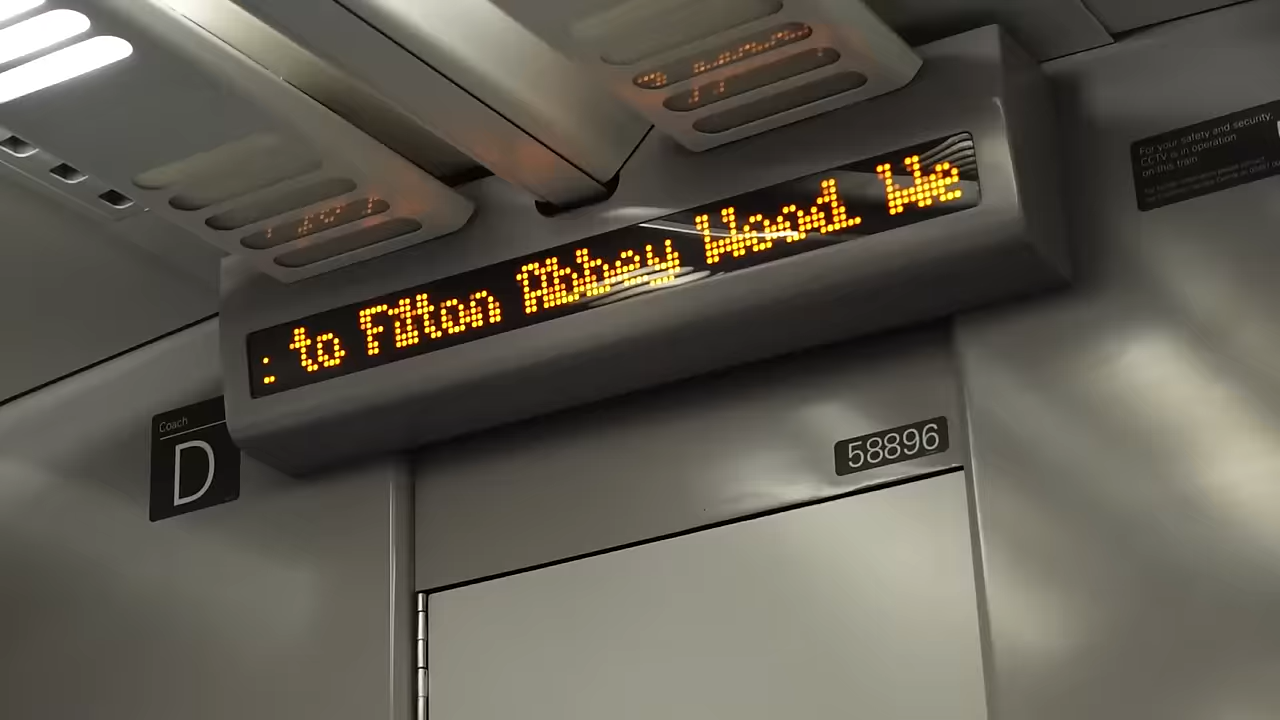 : to Filton Abbey Wood We
Coach
D
58896
For your safety and security,
CCTV is in operation
on this train